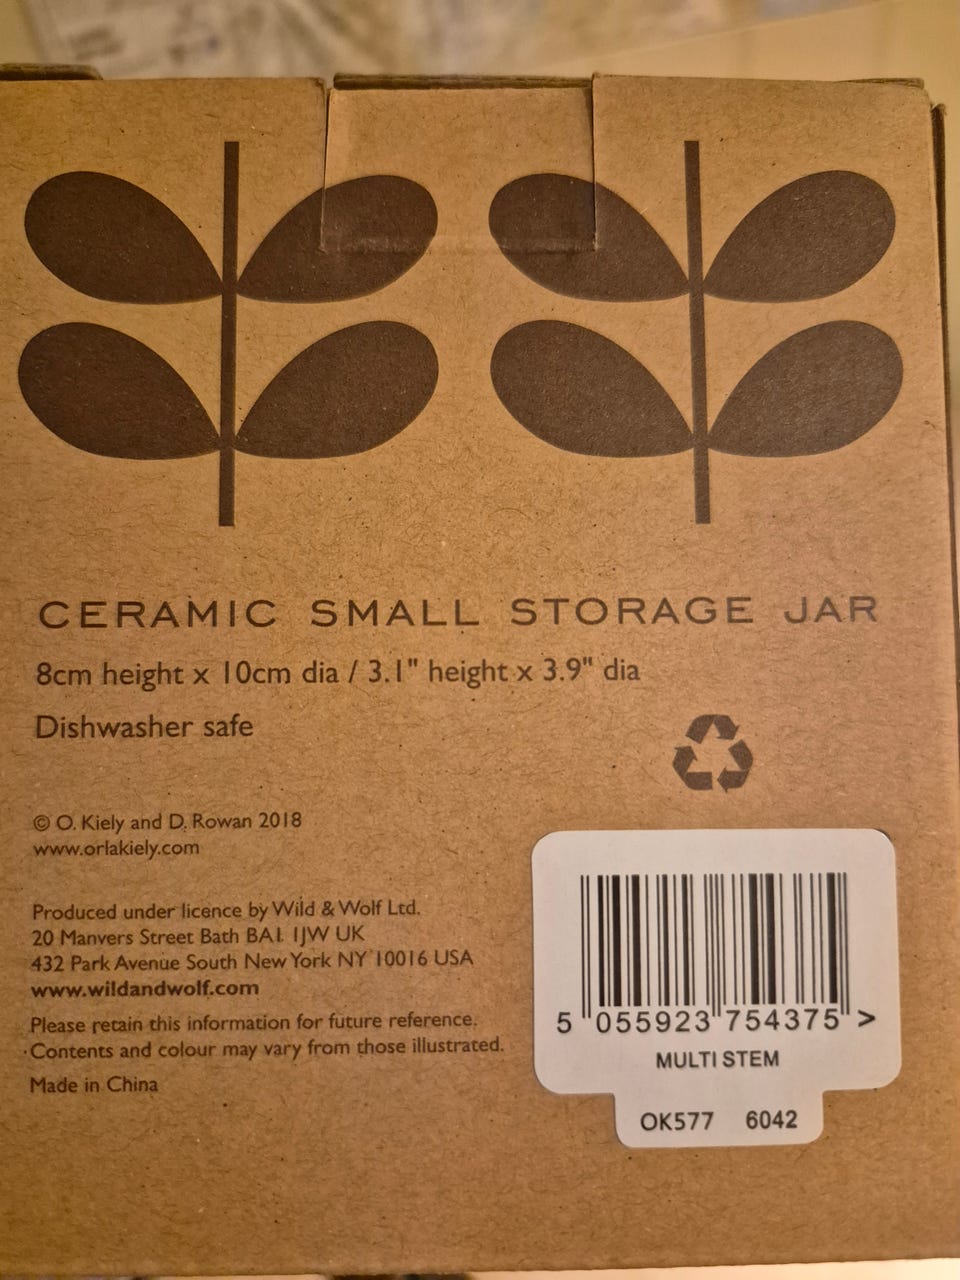 CERAMIC SMALL STORAGE JAR
8cm height x 10cm dia / 3.1" height x 3.9" dia
Dishwasher safe
© O. Kiely and D. Rowan 2018
www.orlakiely.com
Produced under licence by Wild & Wolf Ltd.
20 Manvers Street Bath BA1 1JW UK
432 Park Avenue South New York NY 10016 USA
www.wildandwolf.com
Please retain this information for future reference.
Contents and colour may vary from those illustrated.
Made in China
5 055923 754375 >
MULTI STEM
OK577 6042